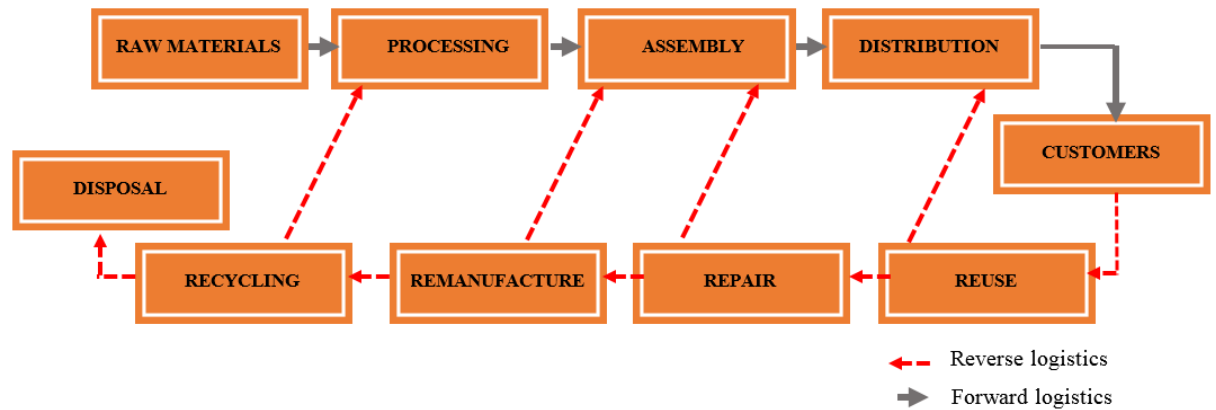 RAW MATERIALS
PROCESSING
ASSEMBLY
DISTRIBUTION
CUSTOMERS
DISPOSAL
RECYCLING
REMANUFACTURE
REPAIR
REUSE
Reverse logistics
Forward logistics